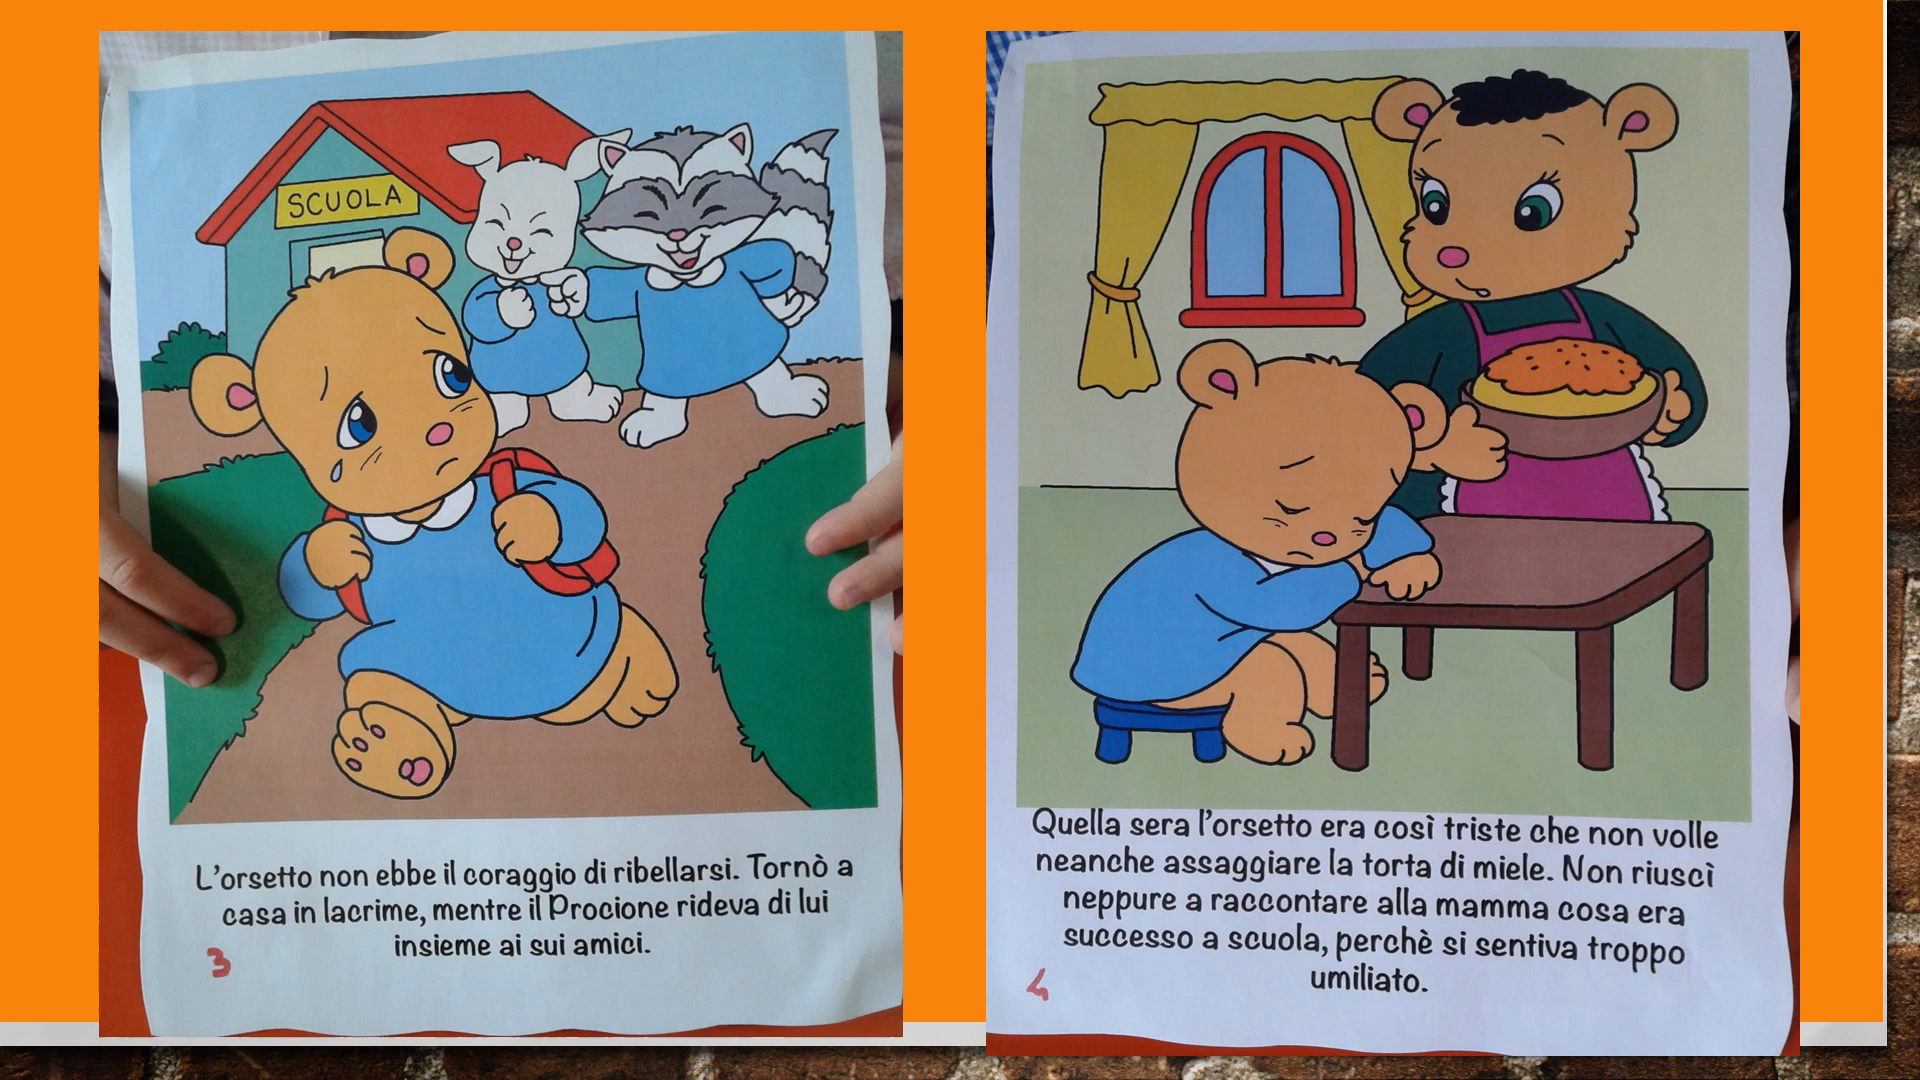 SCUOLA
L'orsetto non ebbe il coraggio di ribellarsi. Tornò a
casa in lacrime, mentre il Procione rideva di lui
insieme ai sui amici.
3
Quella sera l'orsetto era così triste che non volle
neanche assaggiare la torta di miele. Non riuscì
neppure a raccontare alla mamma cosa era
successo a scuola, perchè si sentiva troppo
umiliato.
4